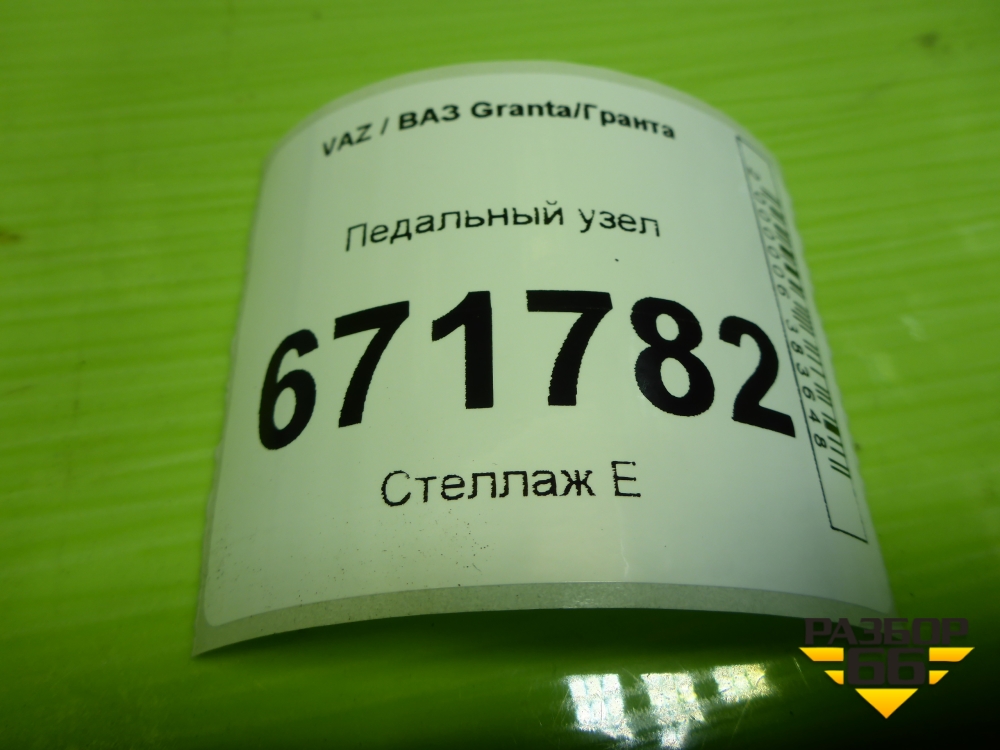 VAZ / ВАЗ Granta/Гранта
Педальный узел
671782
Стеллаж E
РАЗБОР
66